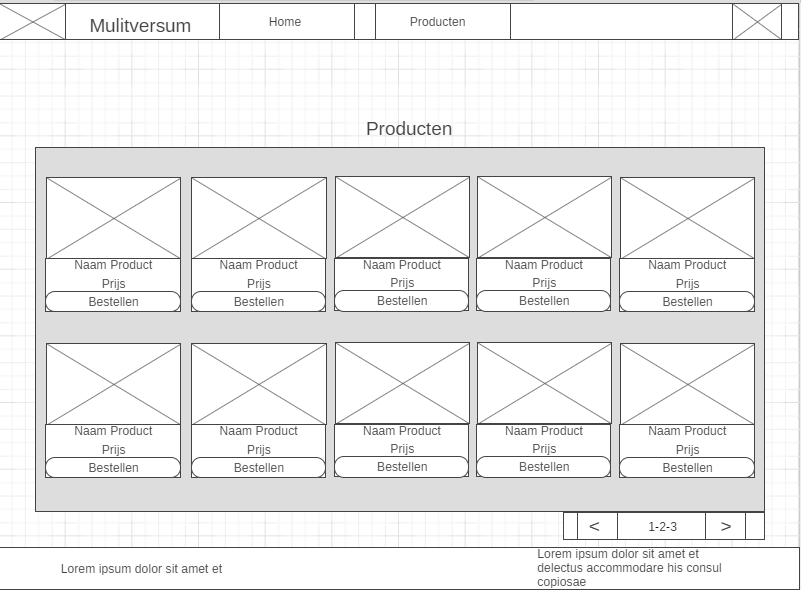 Mulitversum
Home
Producten
Producten
Naam Product
Naam Product
Naam Product
Naam Product
Naam Product
Prijs
Prijs
Prijs
Prijs
Prijs
Bestellen
Bestellen
Bestellen
Bestellen
Bestellen
Naam Product
Naam Product
Naam Product
Naam Product
Naam Product
Prijs
Prijs
Prijs
Prijs
Prijs
Bestellen
Bestellen
Bestellen
Bestellen
Bestellen
<
1-2-3
>
Lorem ipsum dolor sit amet et
Lorem ipsum dolor sit amet et
delectus accommodare his consul
copiosae